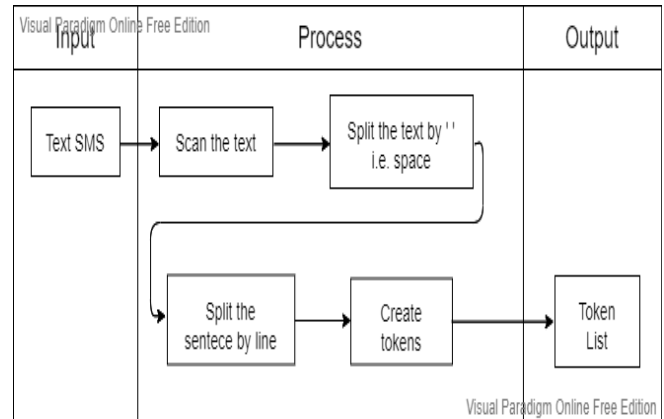 Visual Paradigm Online Free Edition
Input
Process
Output
Text SMS
Scan the text
Split the text by ' '
i.e. space
Split the
sentece by line
Create
tokens
Token
List
Visual Paradigm Online Free Edition